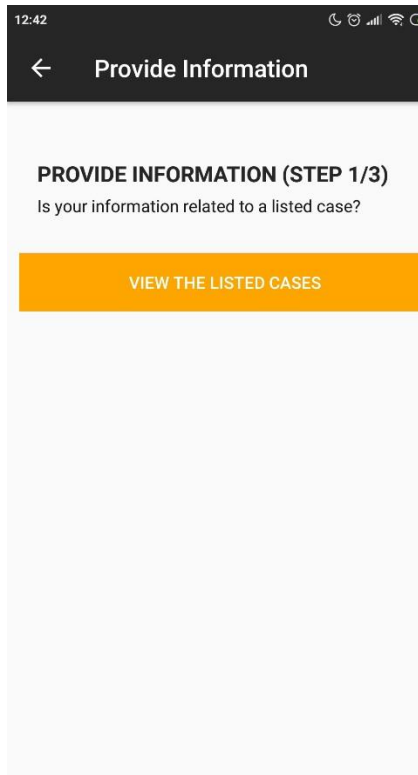 12:42
Provide Information
PROVIDE INFORMATION (STEP 1/3)
Is your information related to a listed case?
VIEW THE LISTED CASES